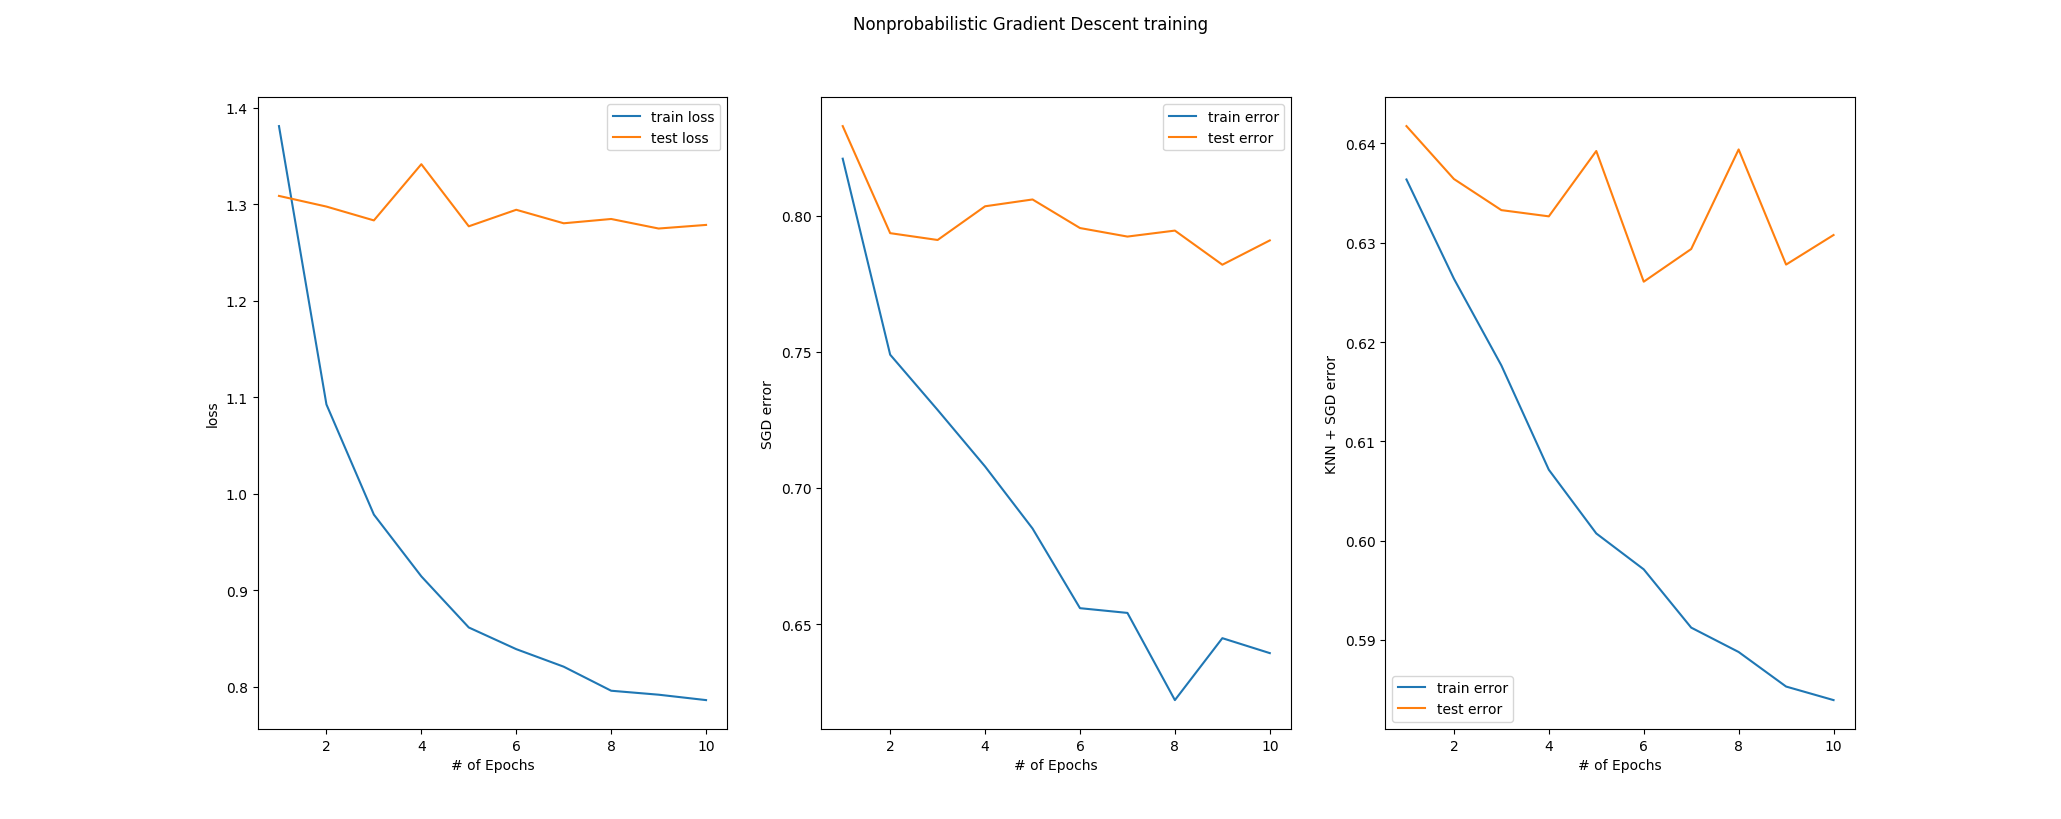 Nonprobabilistic Gradient Descent training
1.4
1.3
1.2
1.1
1.0
0.9
0.8
loss
train loss
test loss
2 4 6 8 10
# of Epochs
0.80
0.75
0.70
0.65
SGD error
train error
test error
2 4 6 8 10
# of Epochs
0.64
0.63
0.62
0.61
0.60
0.59
KNN + SGD error
train error
test error
2 4 6 8 10
# of Epochs